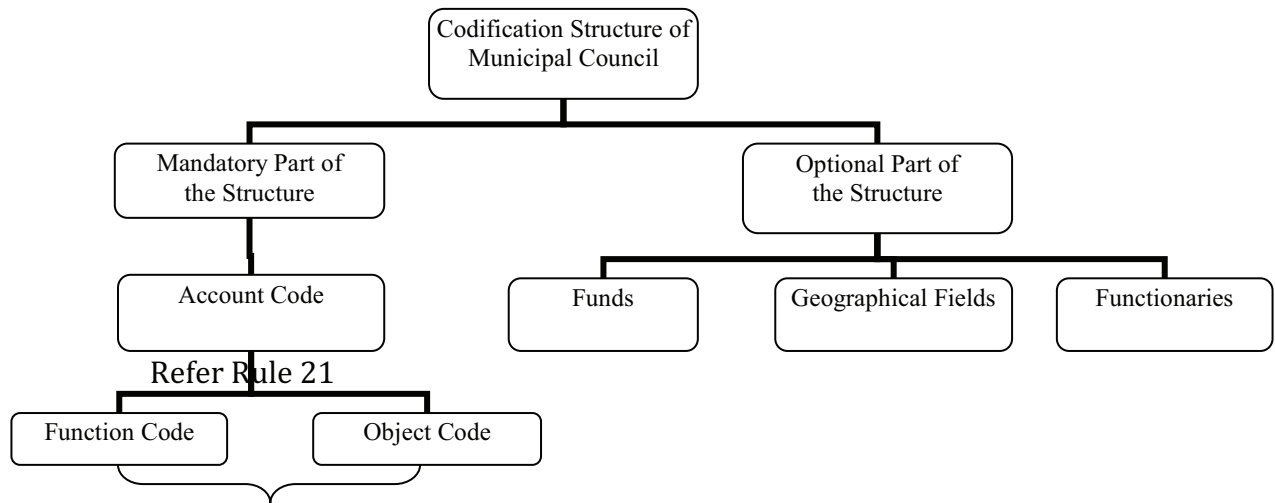 Codification Structure of
Municipal Council
Mandatory Part of
the Structure
Optional Part of
the Structure
Account Code
Funds
Geographical Fields
Functionaries
Refer Rule 21
Function Code
Object Code